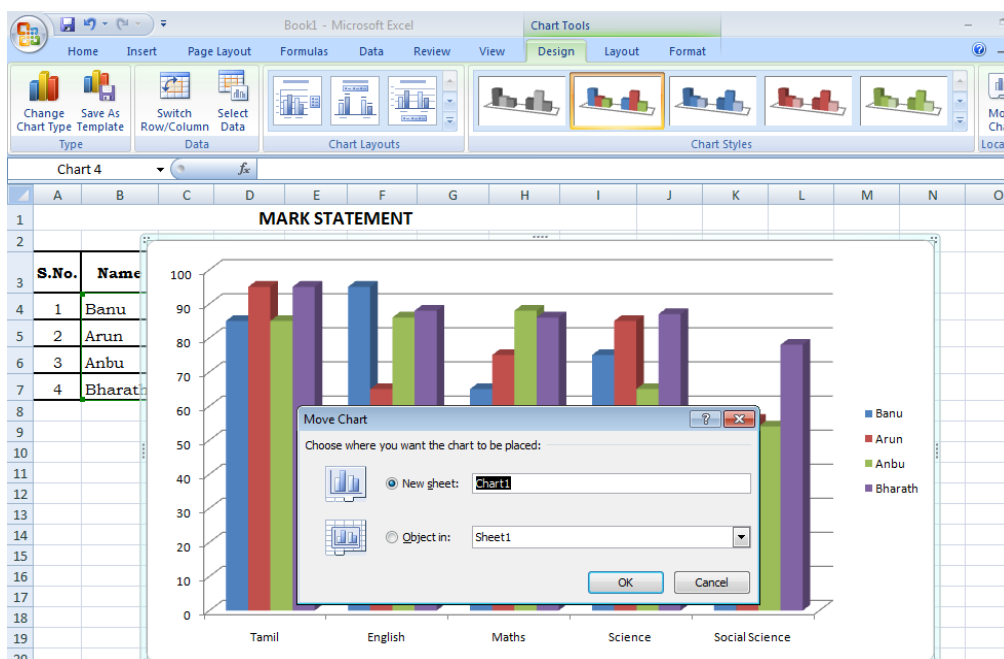 Book1 - Microsoft Excel Chart Tools
Home Insert Page Layout Formulas Data Review View Design Layout Format
Change Chart Type
Save As Template
Switch Row/Column
Select Data
Type Data Chart Layouts Chart Styles
Chart 4 fx
A B C D E F G H I J K L M N O
1 MARK STATEMENT
2
3 S.No. Name
4 1 Banu
5 2 Arun
6 3 Anbu
7 4 Bharath
8
9
10
11
12
13
14
15
16
17
18
19
100
90
80
70
60
50
40
30
20
10
0
Tamil English Maths Science Social Science
Banu
Arun
Anbu
Bharath
Move Chart
Choose where you want the chart to be placed:
New sheet: Chart1
Object in: Sheet1
OK Cancel